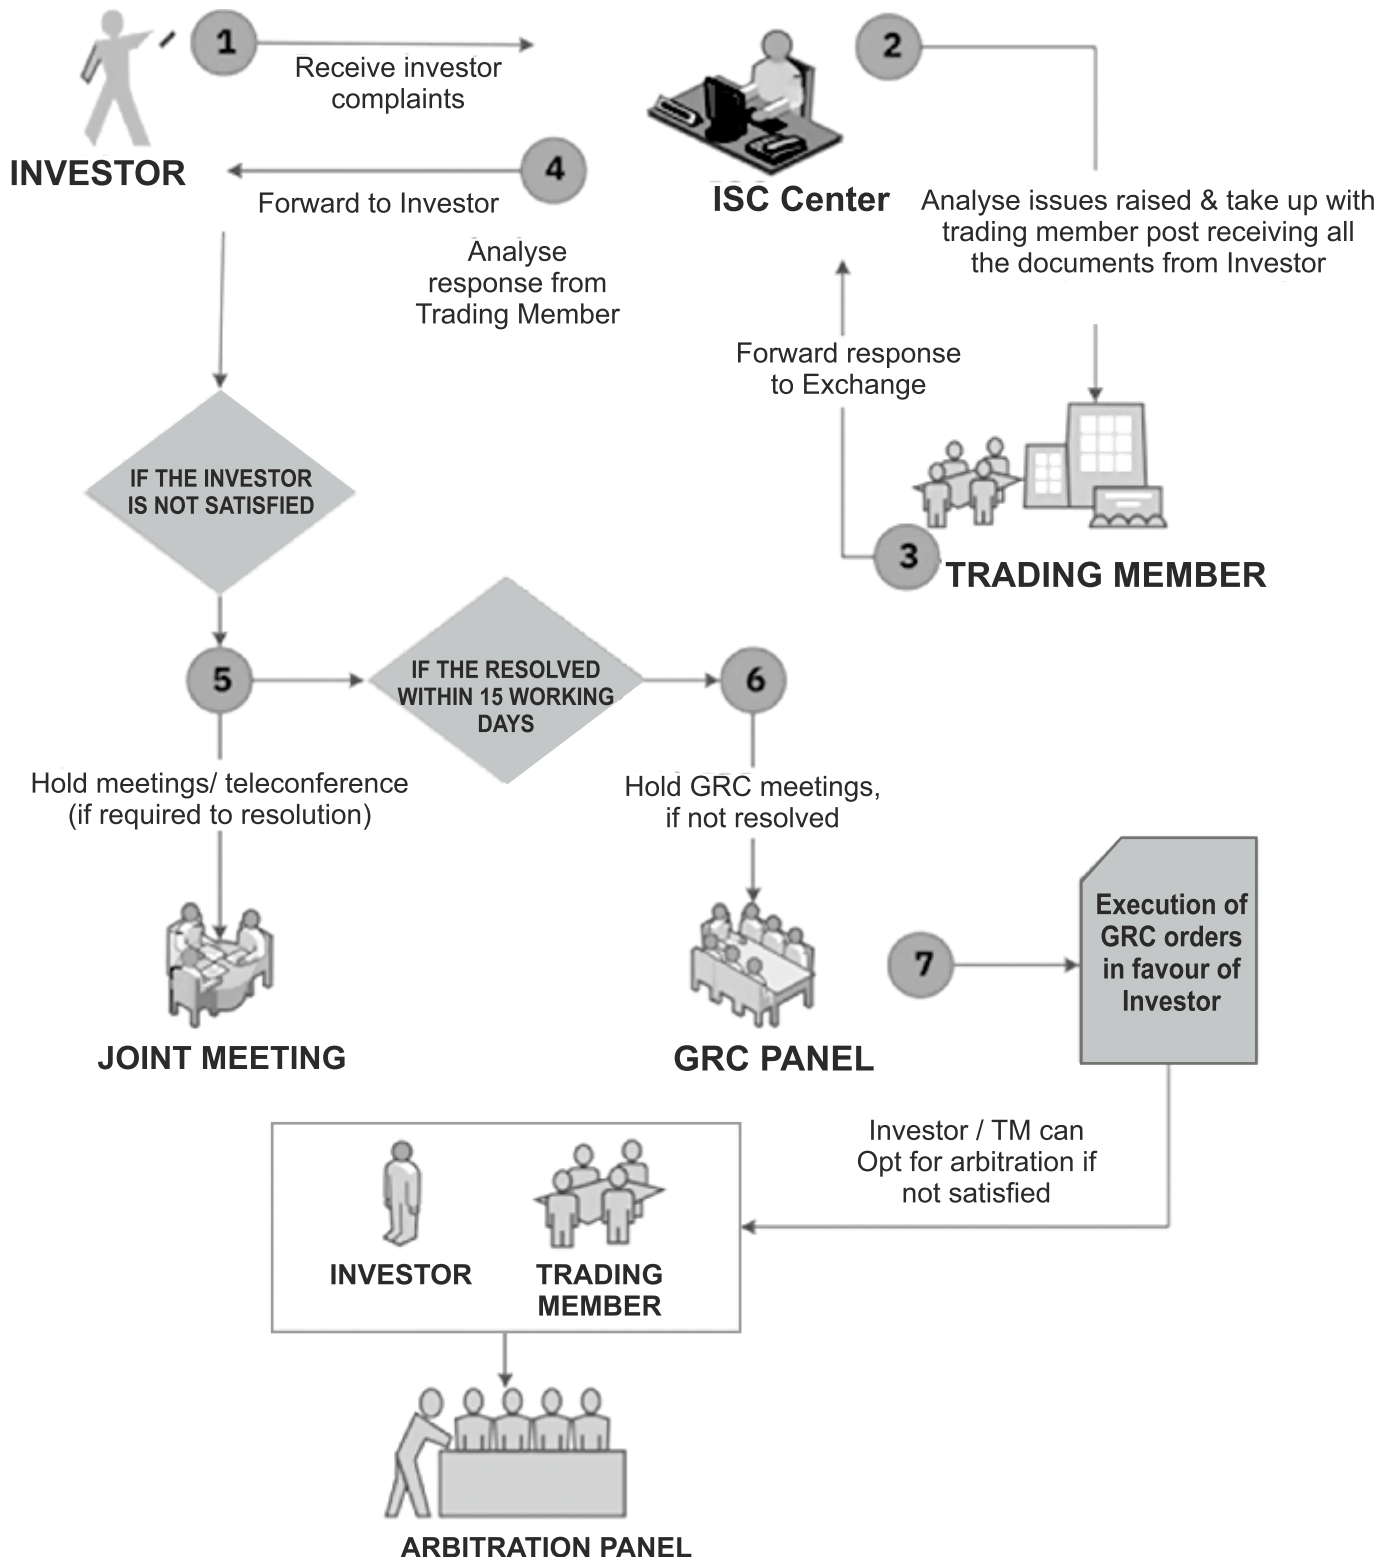 1
Receive investor
complaints
INVESTOR
2
ISC Center
Analyse issues raised & take up with
trading member post receiving all
the documents from Investor
4
Forward to Investor
Analyse
response from
Trading Member
Forward response
to Exchange
3
TRADING MEMBER
IF THE INVESTOR
IS NOT SATISFIED
5
IF THE RESOLVED
WITHIN 15 WORKING
DAYS
6
Hold meetings/ teleconference
(if required to resolution)
Hold GRC meetings,
if not resolved
JOINT MEETING
GRC PANEL
7
Execution of
GRC orders
in favour of
Investor
Investor / TM can
Opt for arbitration if
not satisfied
INVESTOR
TRADING
MEMBER
ARBITRATION PANEL